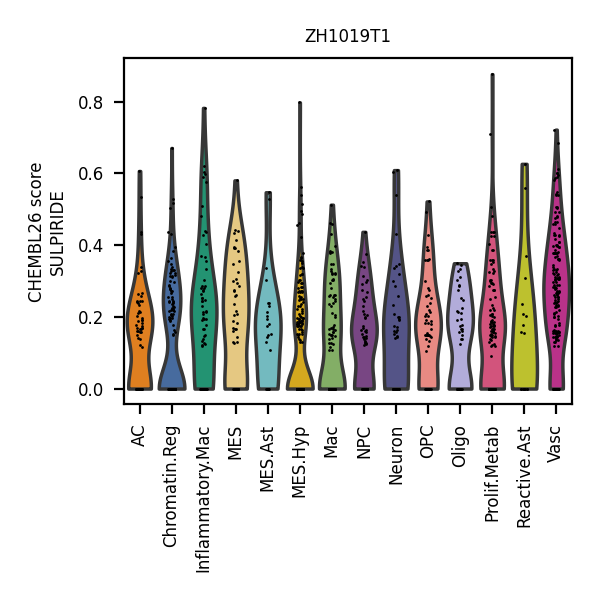 ZH1019T1
CHEMBL26 score
SULPIRIDE
0.8
0.6
0.4
0.2
0.0
AC
Chromatin.Reg
Inflammatory.Mac
MES
MES.Ast
MES.Hyp
Mac
NPC
Neuron
OPC
Oligo
Prolif.Metab
Reactive.Ast
Vasc